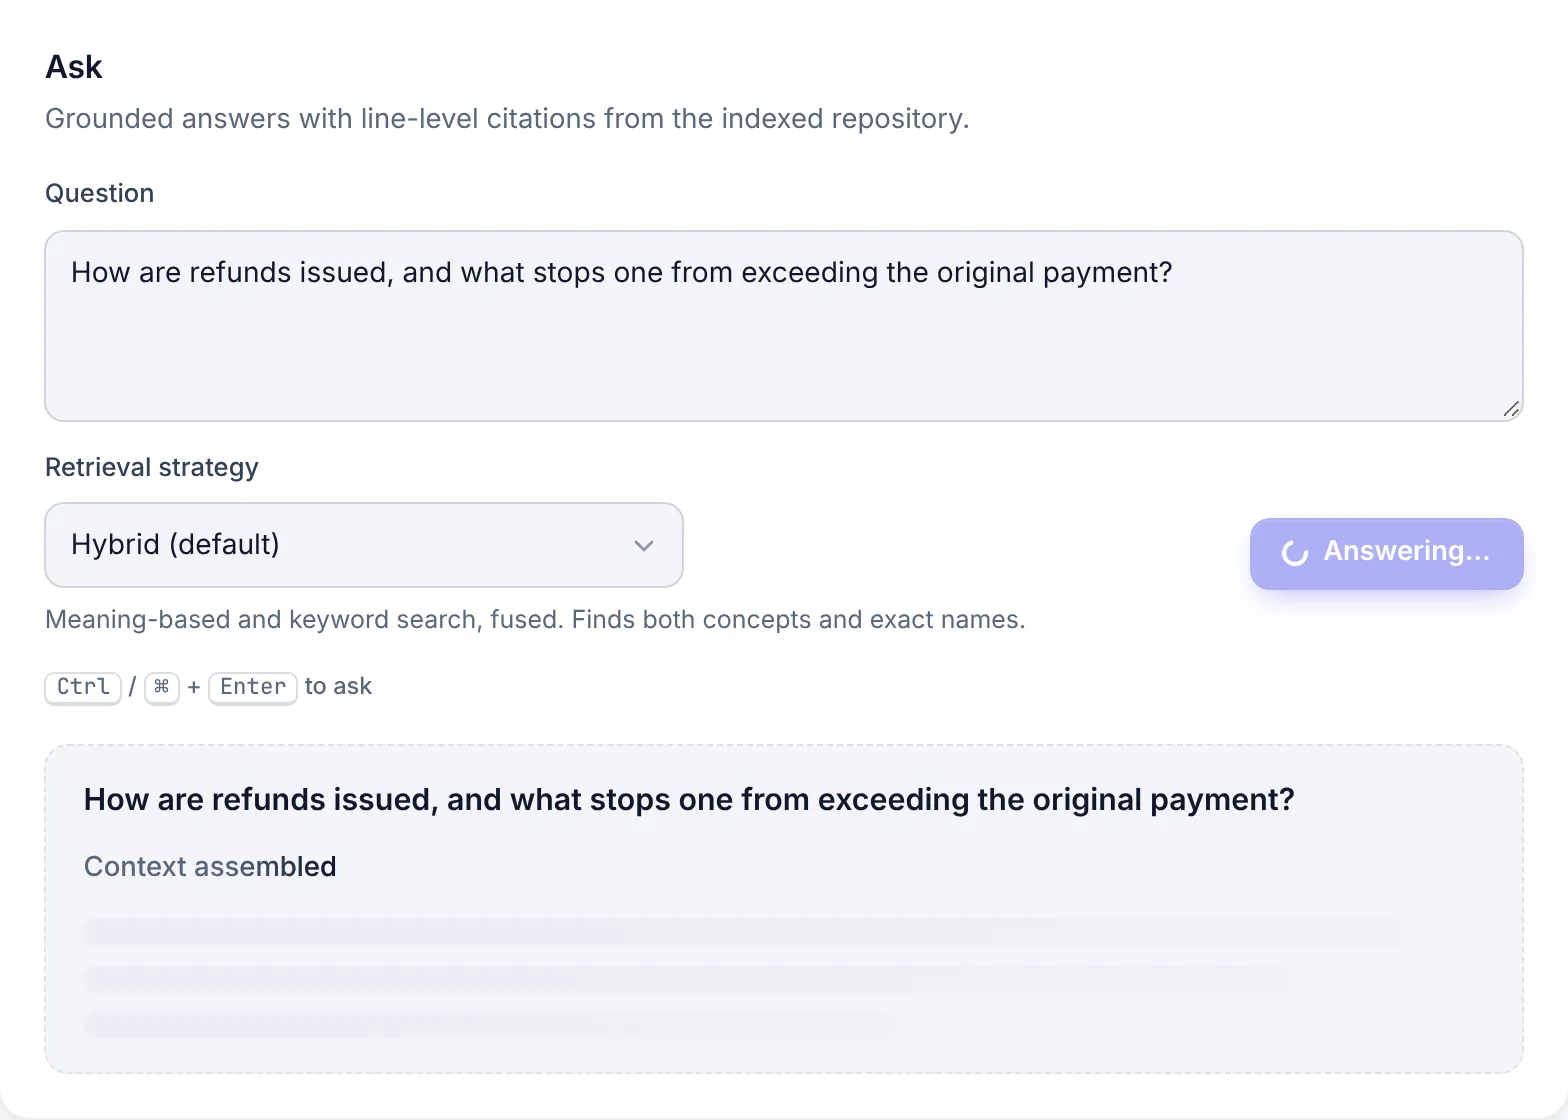 Ask
Grounded answers with line-level citations from the indexed repository.
Question
How are refunds issued, and what stops one from exceeding the original payment?
Retrieval strategy
Hybrid (default)
Answering...
Meaning-based and keyword search, fused. Finds both concepts and exact names.
Ctrl / ⌘ + Enter to ask
How are refunds issued, and what stops one from exceeding the original payment?
Context assembled